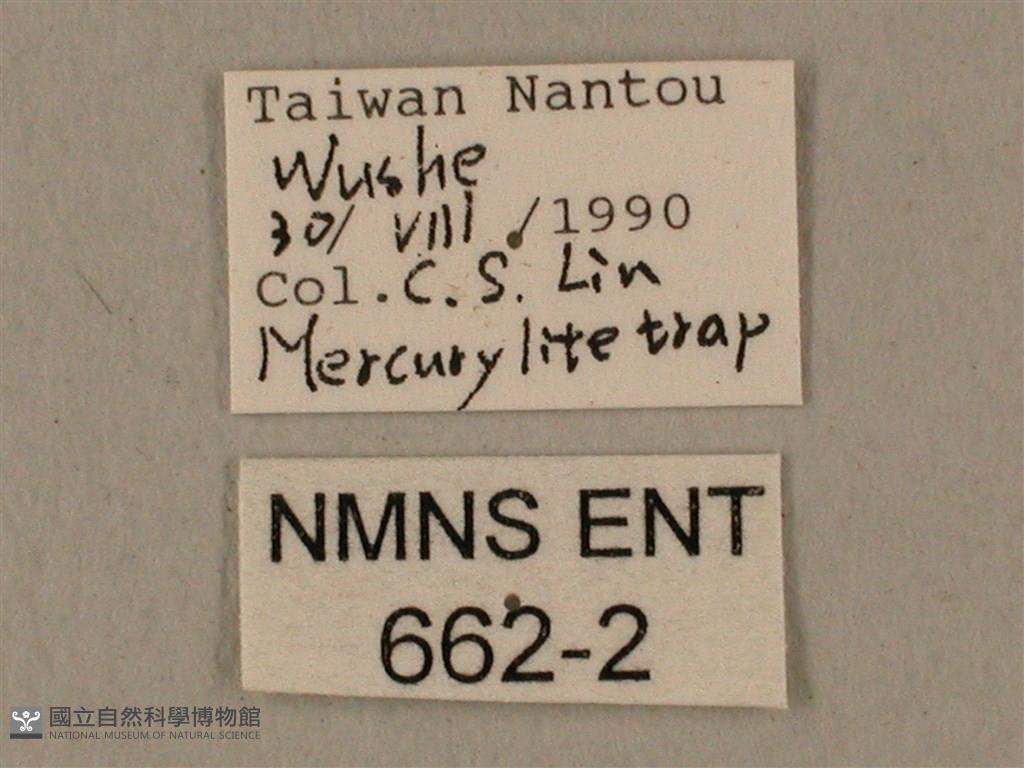 Taiwan Nantou
Wushe
30/ VIII /1990
Col. C. S. Lin
Mercury lite trap
NMNS ENT
662-2
國立自然科學博物館
NATIONAL MUSEUM OF NATURAL SCIENCE